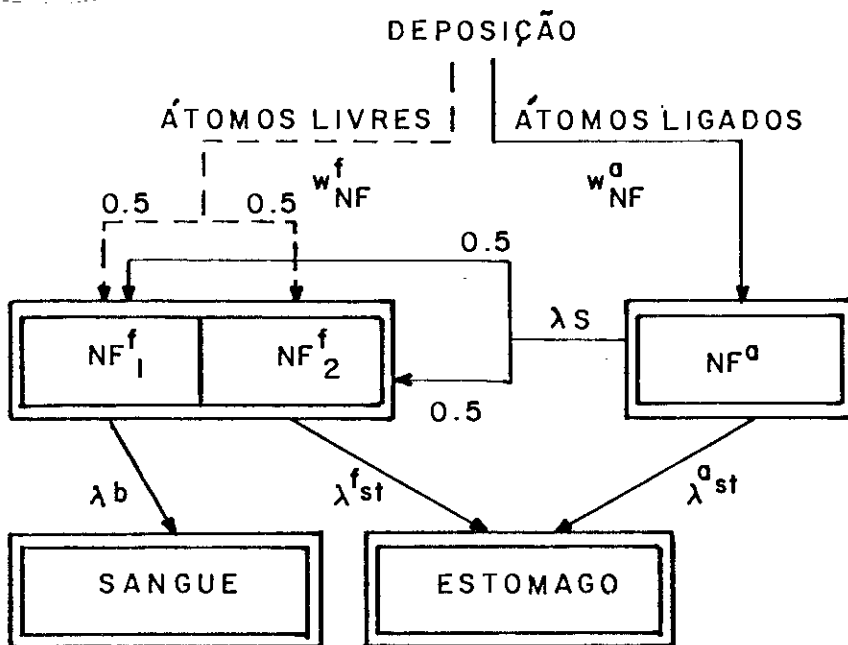 DEPOSIÇÃO
ÁTOMOS LIVRES ÁTOMOS LIGADOS
w^f_NF w^a_NF
0.5 0.5 0.5
λs
NF^f_1 NF^f_2 NF^a
0.5
λ^b λ^f_st λ^a_st
SANGUE ESTOMAGO